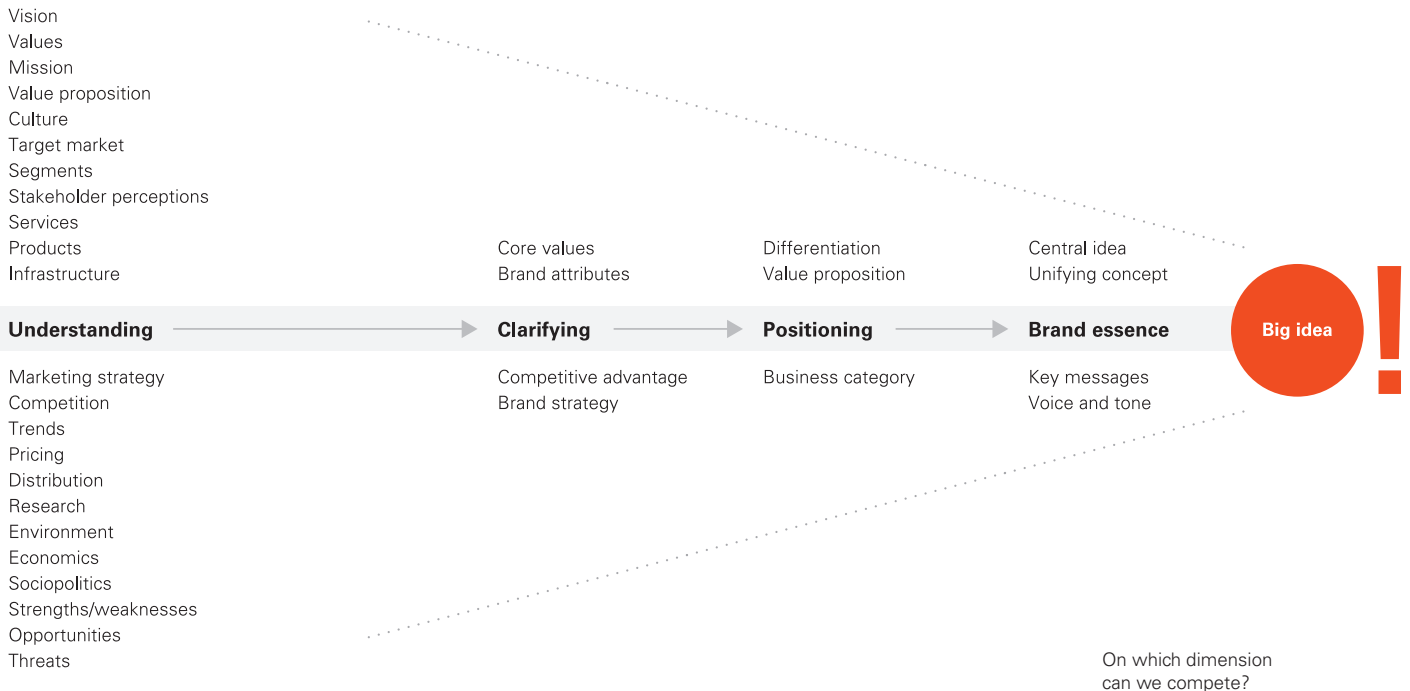 Vision
Values
Mission
Value proposition
Culture
Target market
Segments
Stakeholder perceptions
Services
Products
Infrastructure
Core values
Brand attributes
Differentiation
Value proposition
Central idea
Unifying concept
Understanding
Clarifying
Positioning
Brand essence
Big idea
!
Marketing strategy
Competition
Trends
Pricing
Distribution
Research
Environment
Economics
Sociopolitics
Strengths/weaknesses
Opportunities
Threats
Competitive advantage
Brand strategy
Business category
Key messages
Voice and tone
On which dimension
can we compete?